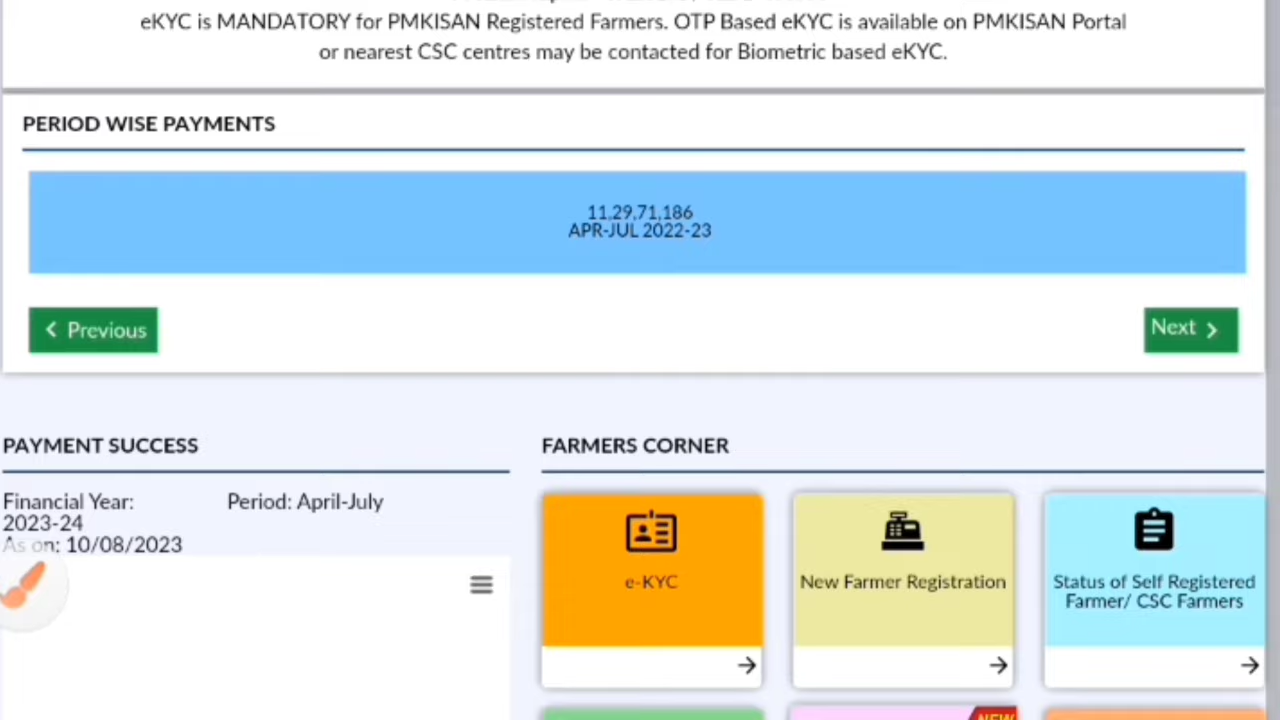 eKYC is MANDATORY for PMKISAN Registered Farmers. OTP Based eKYC is available on PMKISAN Portal
or nearest CSC centres may be contacted for Biometric based eKYC.
PERIOD WISE PAYMENTS
11,29,71,186
APR-JUL 2022-23
Previous
Next
PAYMENT SUCCESS
Financial Year:
2023-24
Period: April-July
As on: 10/08/2023
FARMERS CORNER
e-KYC
New Farmer Registration
Status of Self Registered
Farmer/ CSC Farmers
NEW